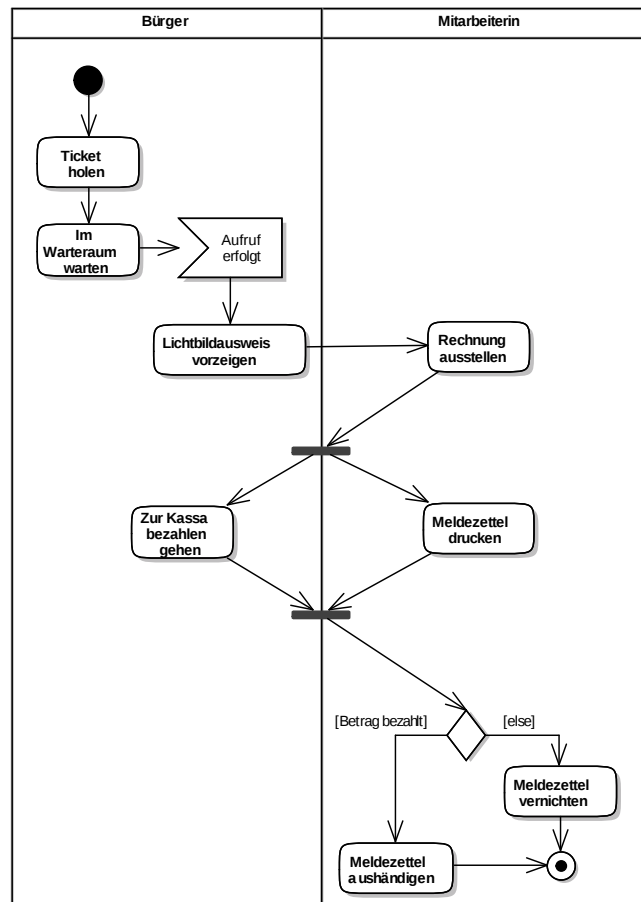 Bürger
Mitarbeiterin
Ticket
holen
Im
Warteraum
warten
Aufruf
erfolgt
Lichtbildausweis
vorzeigen
Rechnung
ausstellen
Zur Kassa
bezahlen
gehen
Meldezettel
drucken
[Betrag bezahlt]
[else]
Meldezettel
vernichten
Meldezettel
aushändigen